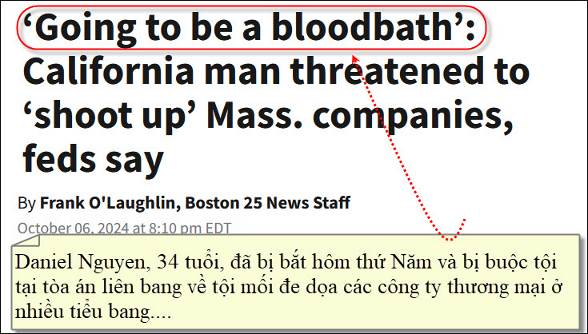 ‘Going to be a bloodbath’:
California man threatened to
‘shoot up’ Mass. companies,
feds say
By Frank O'Laughlin, Boston 25 News Staff
October 06, 2024 at 8:10 pm EDT
Daniel Nguyen, 34 tuổi, đã bị bắt hôm thứ Năm và bị buộc tội
tại tòa án liên bang về tội mối đe dọa các công ty thương mại ở
nhiều tiểu bang....